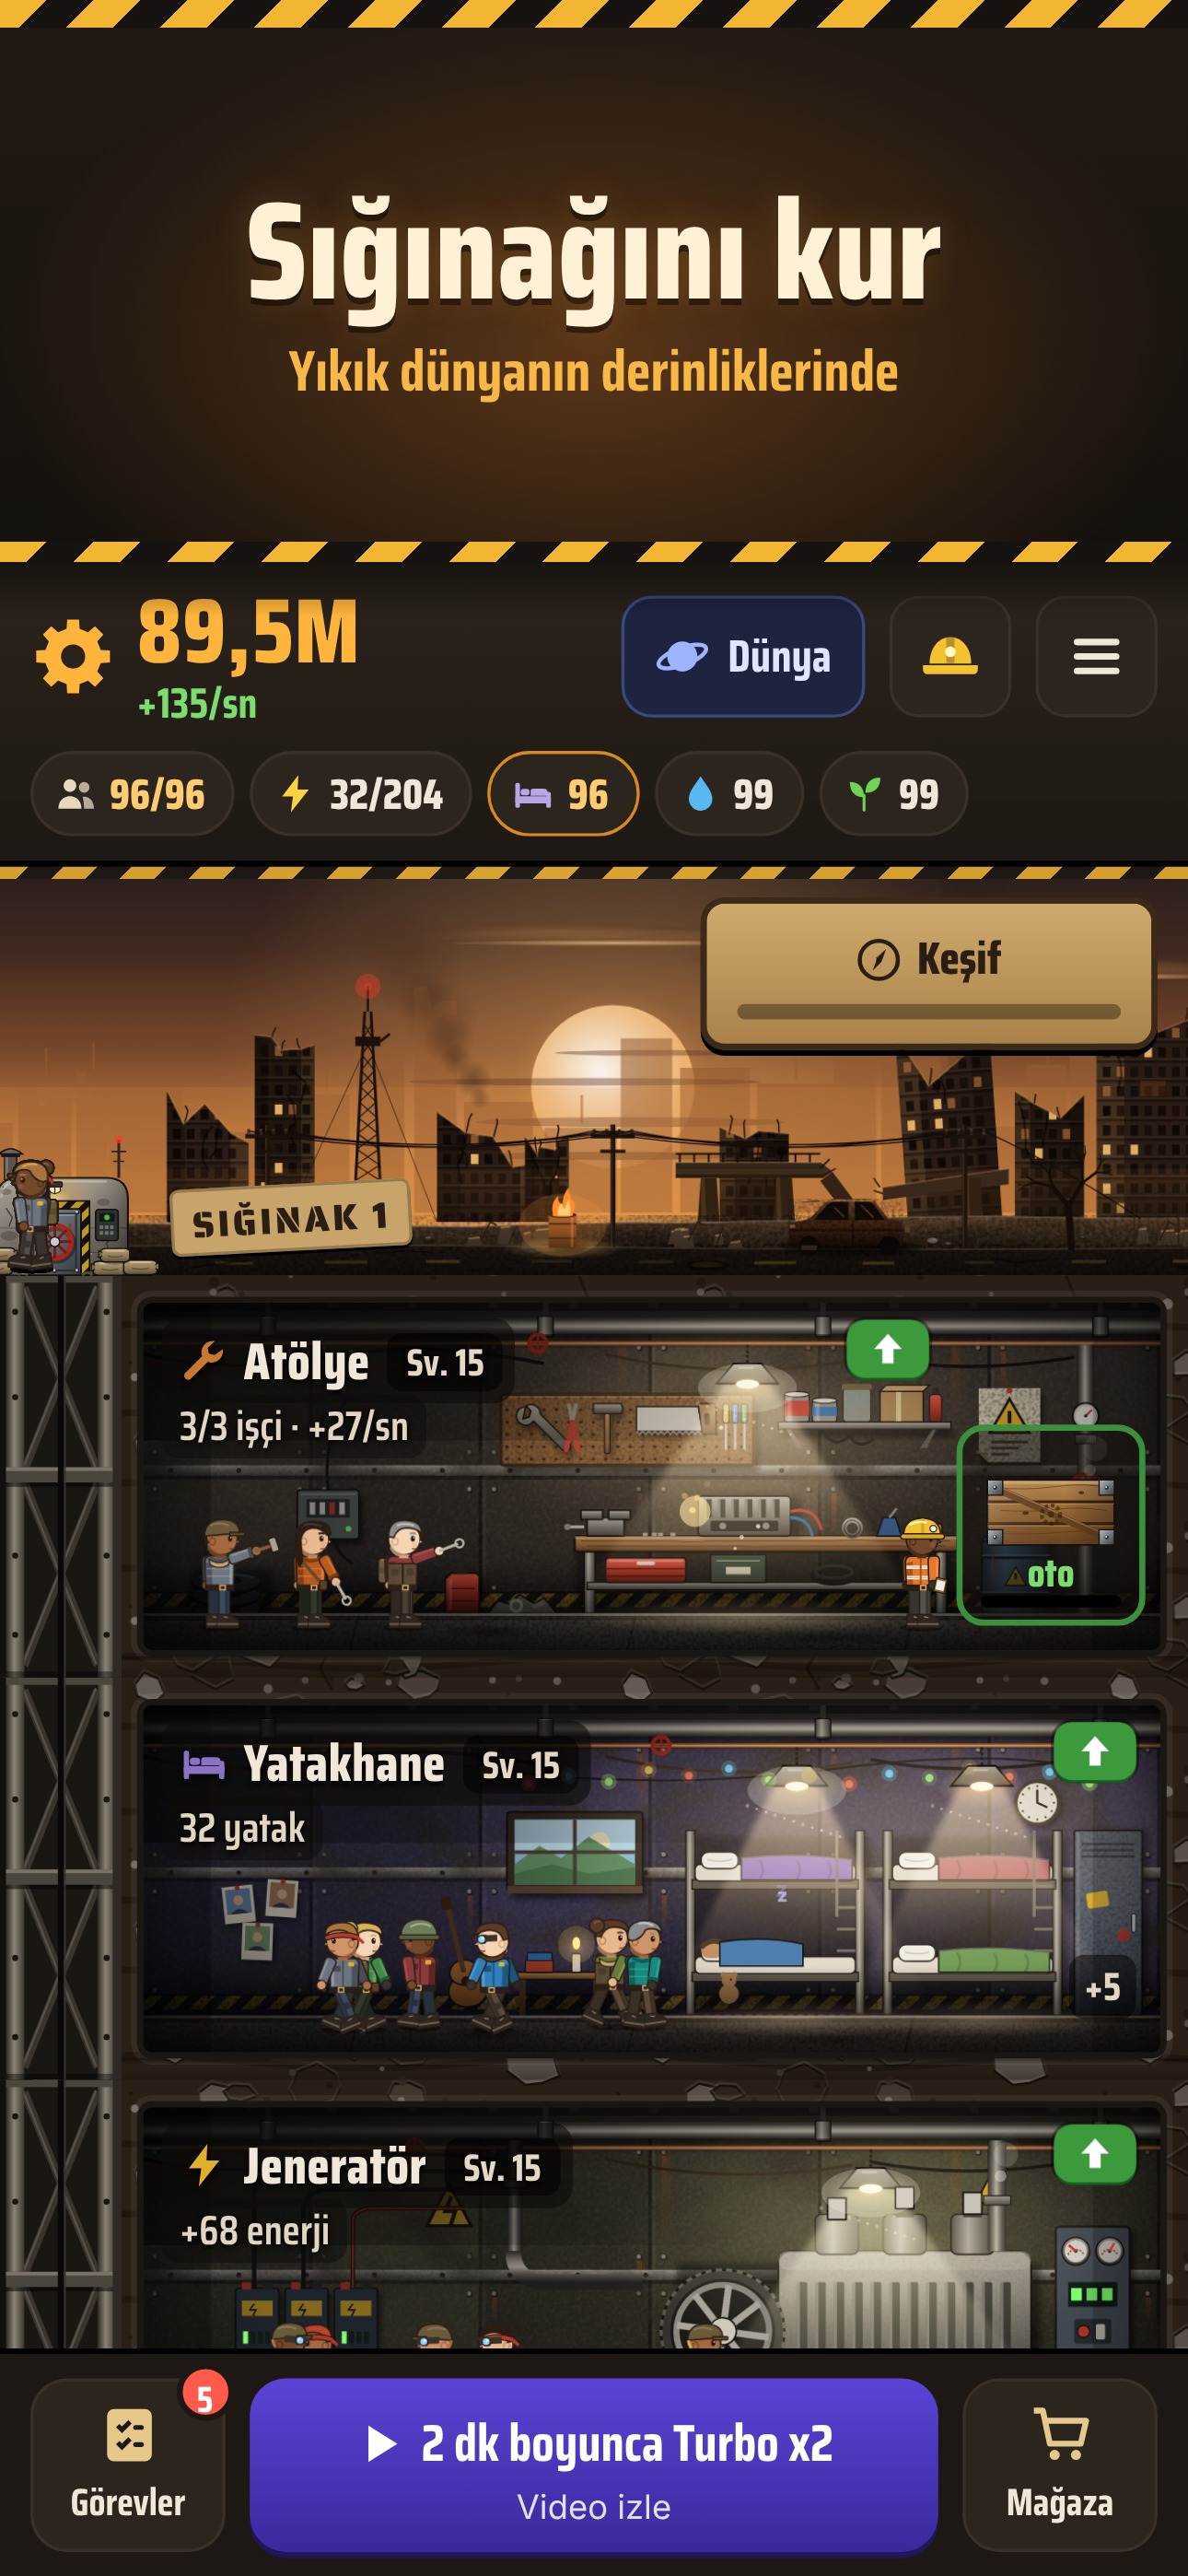 Sığınağını kur
Yıkık dünyanın derinliklerinde
89,5M
+135/sn
Dünya
96/96
32/204
96
99
99
Keşif
SIĞINAK 1
Atölye
Sv. 15
3/3 işçi · +27/sn
oto
Yatakhane
Sv. 15
32 yatak
z
+5
Jeneratör
Sv. 15
+68 enerji
5
Görevler
2 dk boyunca Turbo x2
Video izle
Mağaza